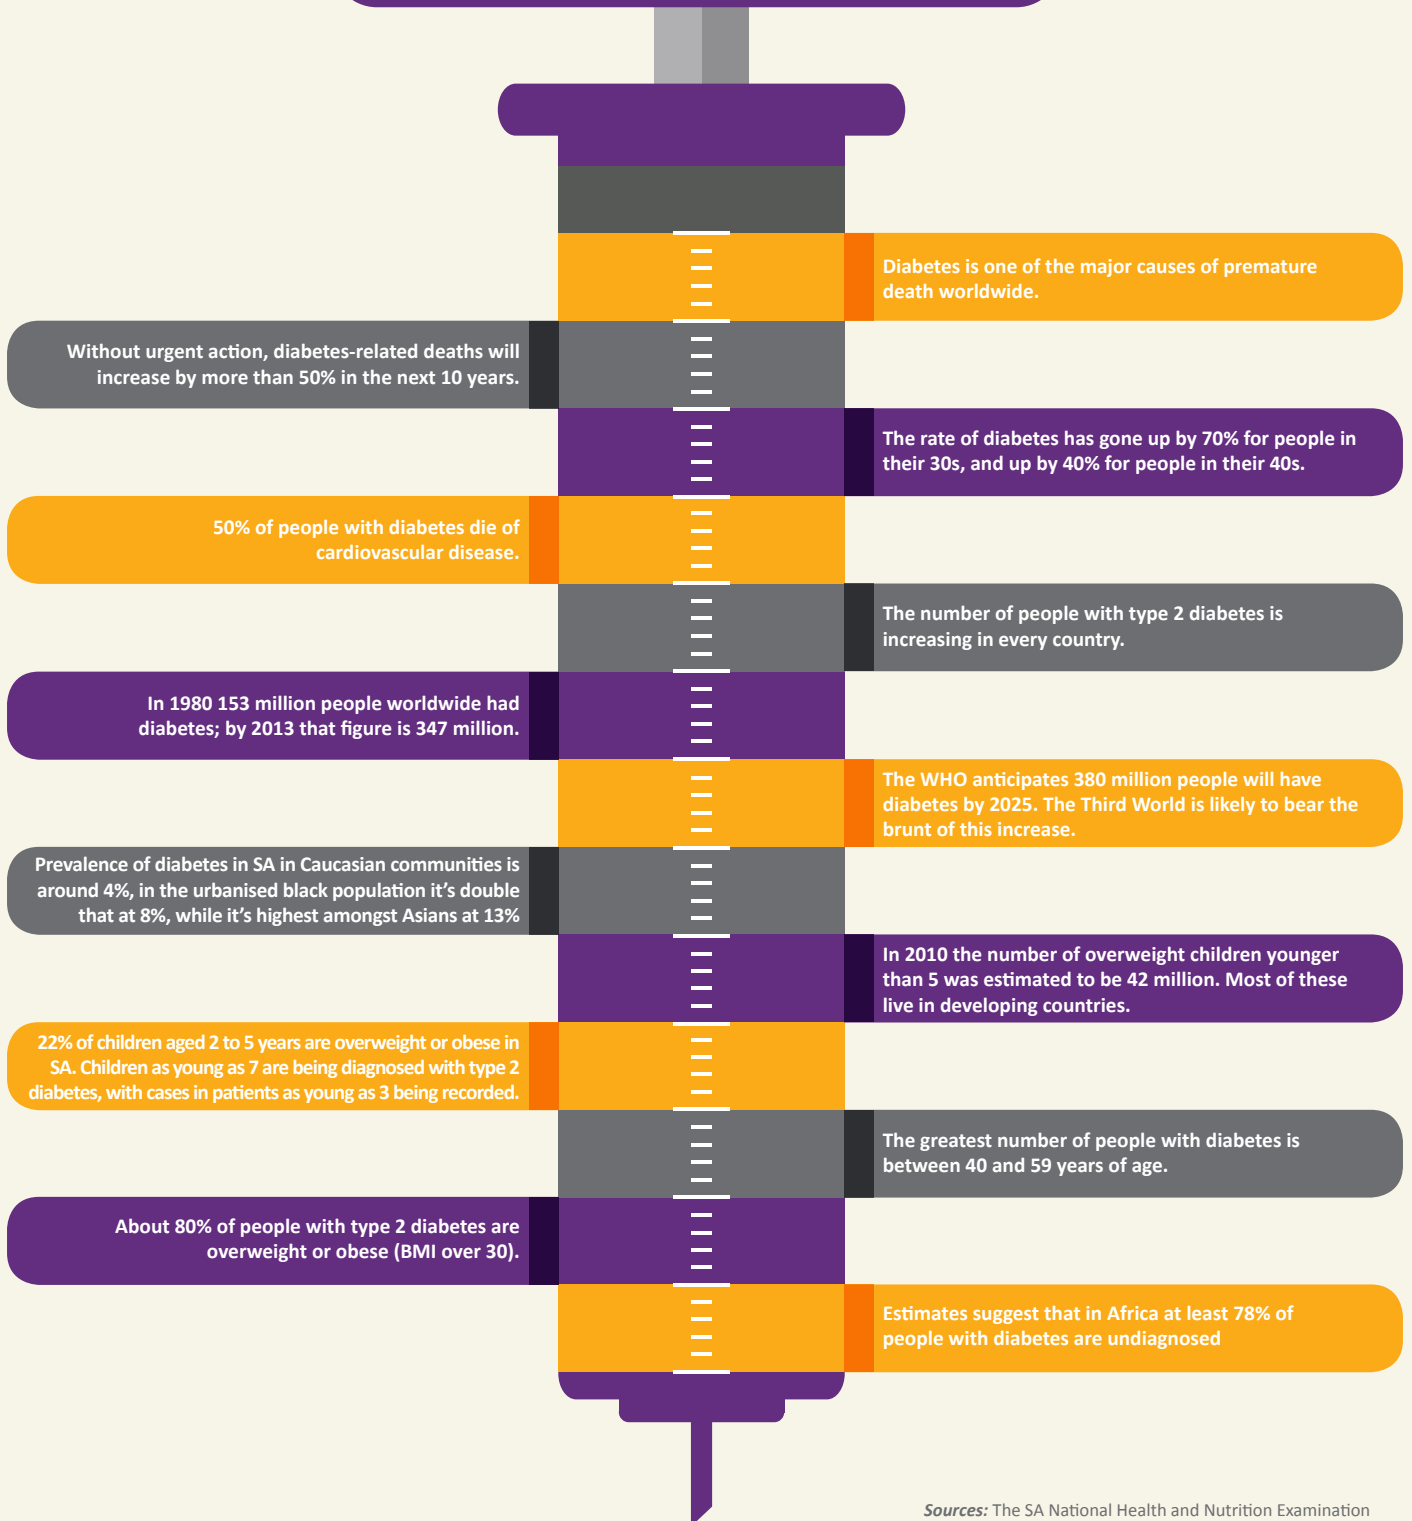 Diabetes is one of the major causes of premature
death worldwide.
Without urgent action, diabetes-related deaths will
increase by more than 50% in the next 10 years.
The rate of diabetes has gone up by 70% for people in
their 30s, and up by 40% for people in their 40s.
50% of people with diabetes die of
cardiovascular disease.
The number of people with type 2 diabetes is
increasing in every country.
In 1980 153 million people worldwide had
diabetes; by 2013 that figure is 347 million.
The WHO anticipates 380 million people will have
diabetes by 2025. The Third World is likely to bear the
brunt of this increase.
Prevalence of diabetes in SA in Caucasian communities is
around 4%, in the urbanised black population it’s double
that at 8%, while it’s highest amongst Asians at 13%
In 2010 the number of overweight children younger
than 5 was estimated to be 42 million. Most of these
live in developing countries.
22% of children aged 2 to 5 years are overweight or obese in
SA. Children as young as 7 are being diagnosed with type 2
diabetes, with cases in patients as young as 3 being recorded.
The greatest number of people with diabetes is
between 40 and 59 years of age.
About 80% of people with type 2 diabetes are
overweight or obese (BMI over 30).
Estimates suggest that in Africa at least 78% of
people with diabetes are undiagnosed
Sources: The SA National Health and Nutrition Examination